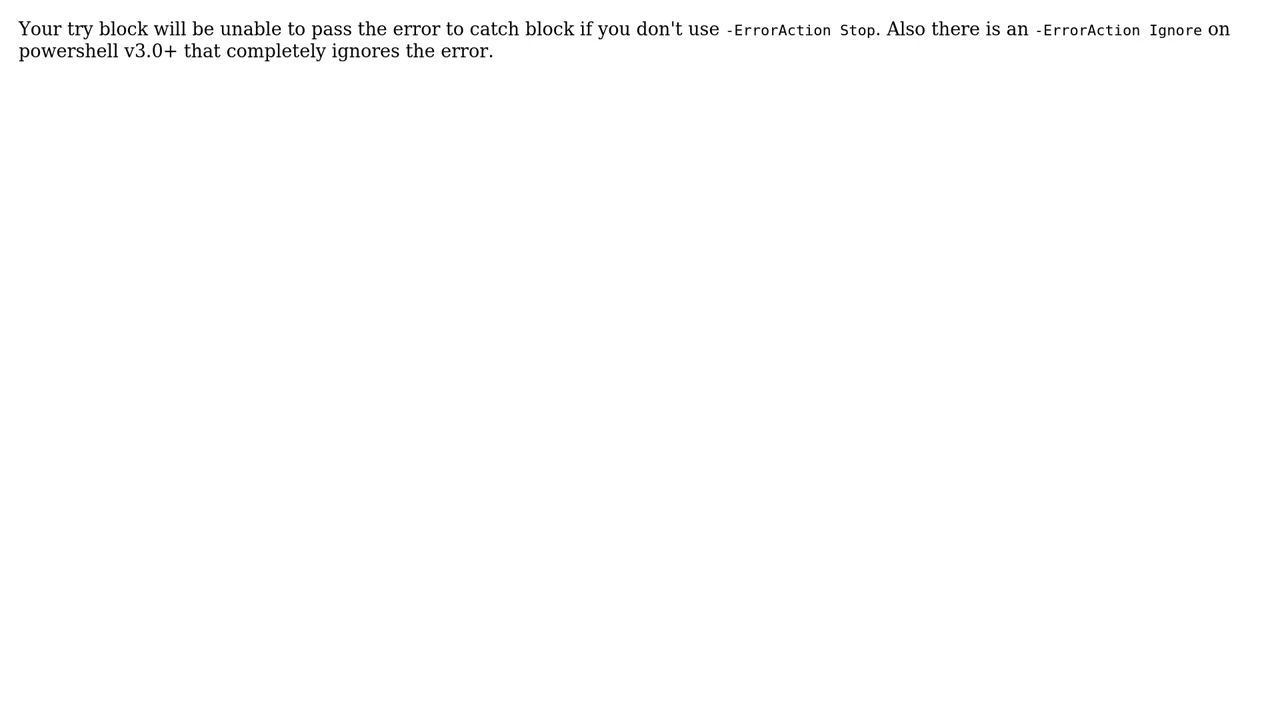 Your try block will be unable to pass the error to catch block if you don't use -ErrorAction Stop. Also there is an -ErrorAction Ignore on
powershell v3.0+ that completely ignores the error.